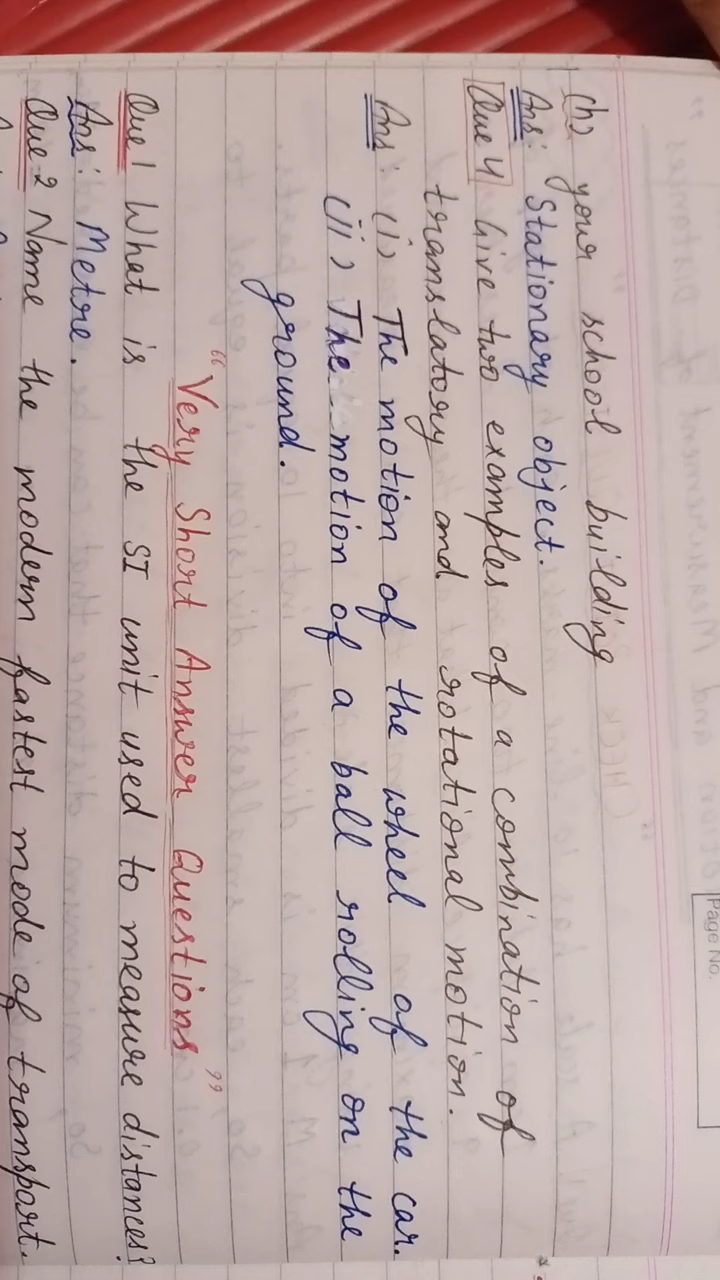 Page No.
(h) your school building
Ans: Stationary object.
Que 4 Give two examples of a combination of
translatory and rotational motion.
Ans: (i) The motion of the wheel of the car.
(ii) The motion of a ball rolling on the
ground.
"Very Short Answer Questions"
Que 1 What is the SI unit used to measure distances?
Ans: Metre.
Que 2 Name the modern fastest mode of transport.